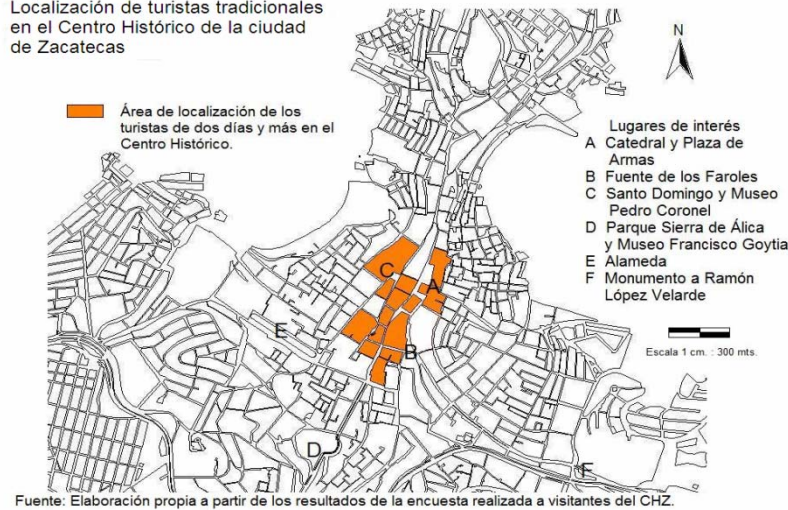 Localización de turistas tradicionales
en el Centro Histórico de la ciudad
de Zacatecas
N
Área de localización de los
turistas de dos días y más en el
Centro Histórico.
Lugares de interés
A Catedral y Plaza de
Armas
B Fuente de los Faroles
C Santo Domingo y Museo
Pedro Coronel
D Parque Sierra de Álica
y Museo Francisco Goytia
E Alameda
F Monumento a Ramón
López Velarde
C
A
E
B
D
F
Escala 1 cm. : 300 mts.
Fuente: Elaboración propia a partir de los resultados de la encuesta realizada a visitantes del CHZ.